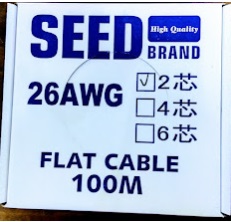 SEED High Quality BRAND
26AWG ☑2芯
☐4芯
☐6芯
FLAT CABLE
100M